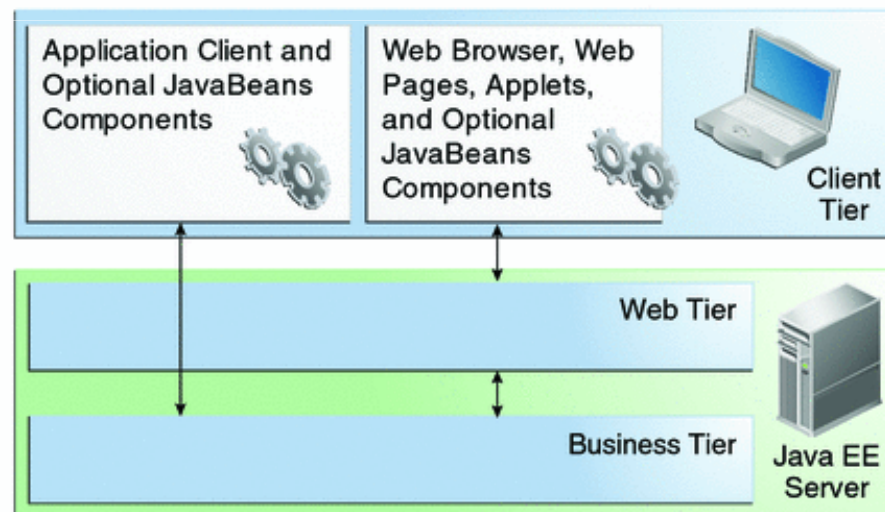 Application Client and
Optional JavaBeans
Components
Web Browser, Web
Pages, Applets,
and Optional
JavaBeans
Components
Client
Tier
Web Tier
Business Tier
Java EE
Server